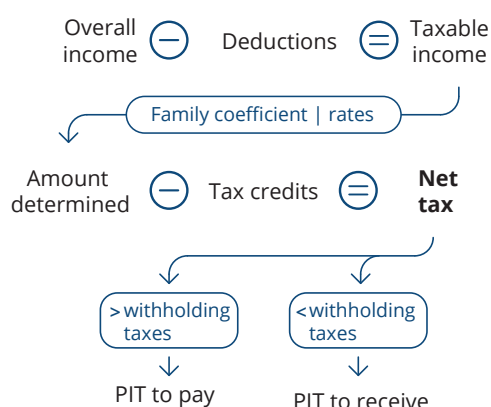 Overall income − Deductions = Taxable income
Family coefficient | rates
Amount determined − Tax credits = Net tax
> withholding taxes
< withholding taxes
PIT to pay
PIT to receive